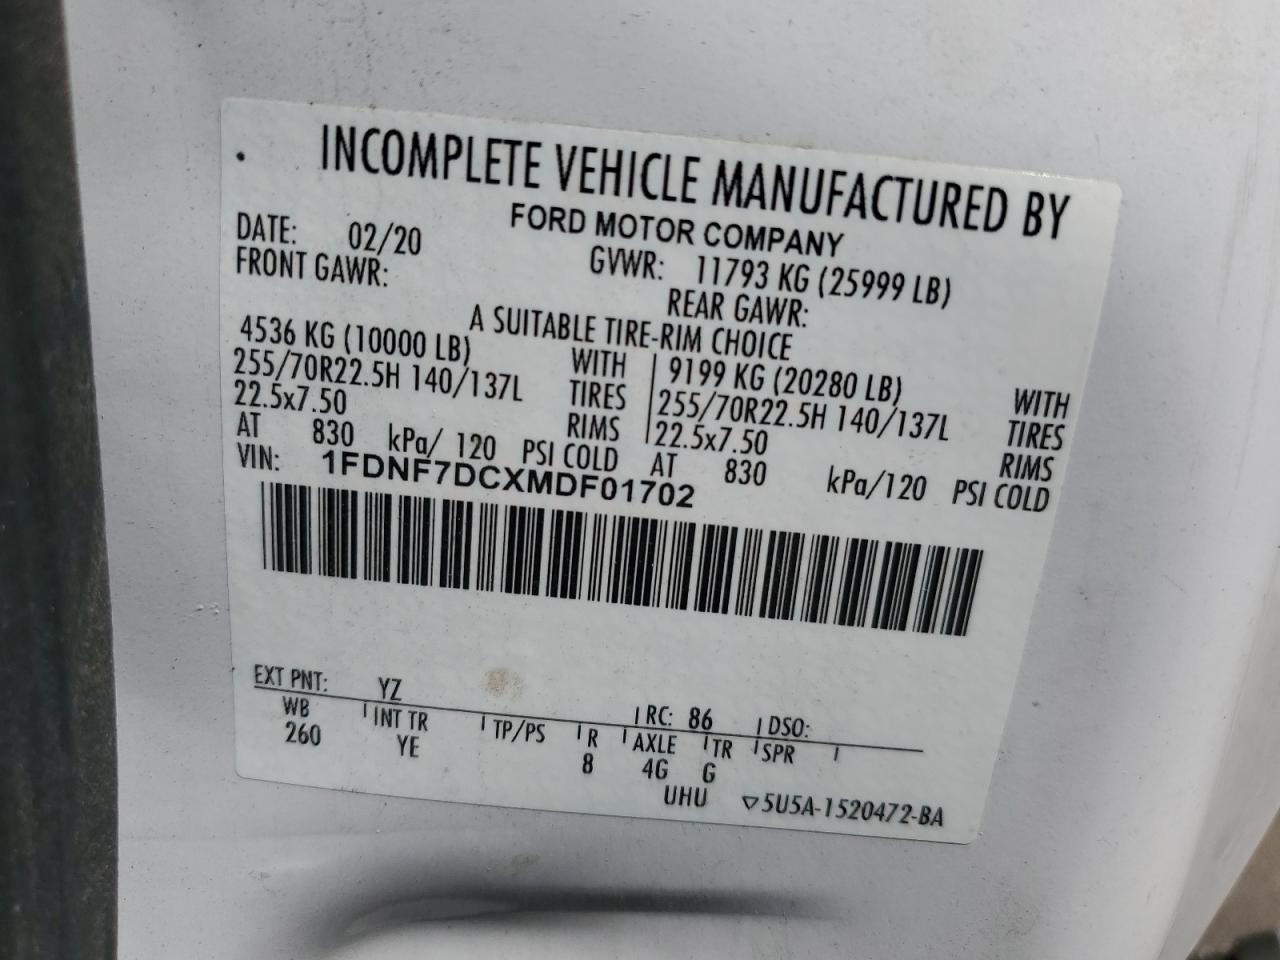 INCOMPLETE VEHICLE MANUFACTURED BY
FORD MOTOR COMPANY
DATE: 02/20 GVWR: 11793 KG (25999 LB)
FRONT GAWR: REAR GAWR:
A SUITABLE TIRE-RIM CHOICE
4536 KG (10000 LB) WITH 9199 KG (20280 LB) WITH
255/70R22.5H 140/137L TIRES 255/70R22.5H 140/137L TIRES
22.5x7.50 RIMS 22.5x7.50 RIMS
AT 830 kPa/ 120 PSI COLD AT 830 kPa/120 PSI COLD
VIN: 1FDNF7DCXMDF01702
EXT PNT: YZ RC: 86 DSO:
WB INT TR TP/PS R AXLE TR SPR
260 YE 8 4G G
UHU ▽5U5A-1520472-BA